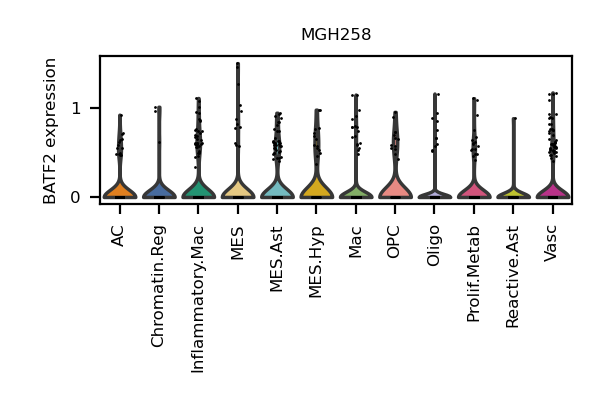 MGH258
BATF2 expression
1
0
AC
Chromatin.Reg
Inflammatory.Mac
MES
MES.Ast
MES.Hyp
Mac
OPC
Oligo
Prolif.Metab
Reactive.Ast
Vasc